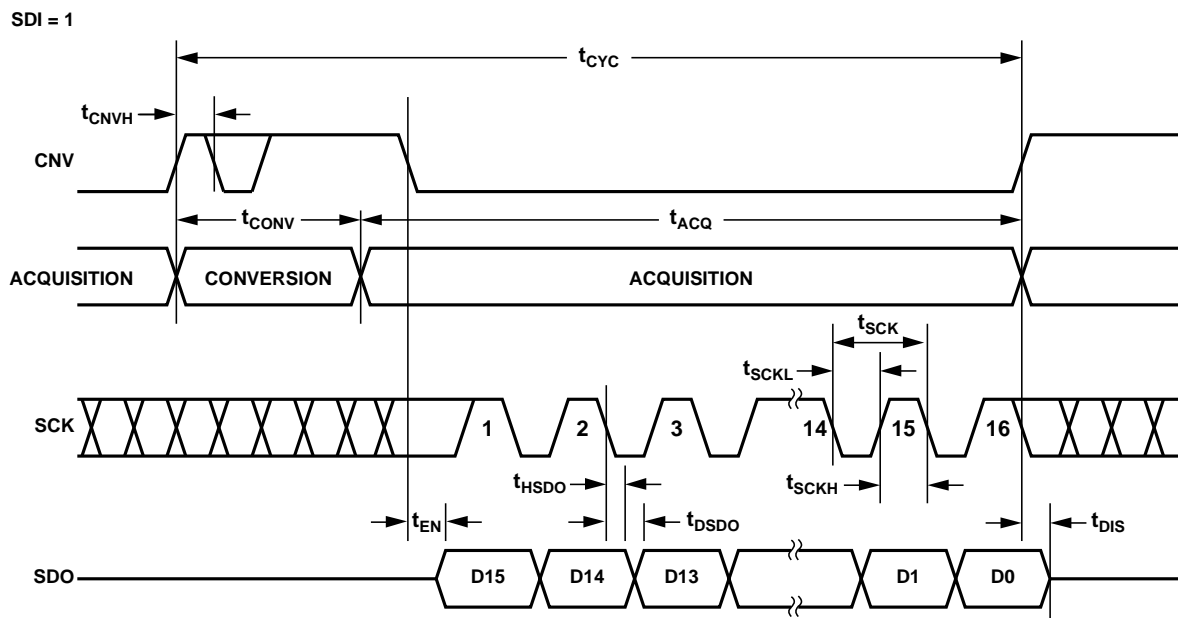 SDI = 1
tCYC
tCNVH
CNV
tCONV
tACQ
ACQUISITION
CONVERSION
ACQUISITION
tSCK
tSCKL
SCK
1
2
3
14
15
16
tHSDO
tSCKH
tEN
tDSDO
tDIS
SDO
D15
D14
D13
D1
D0